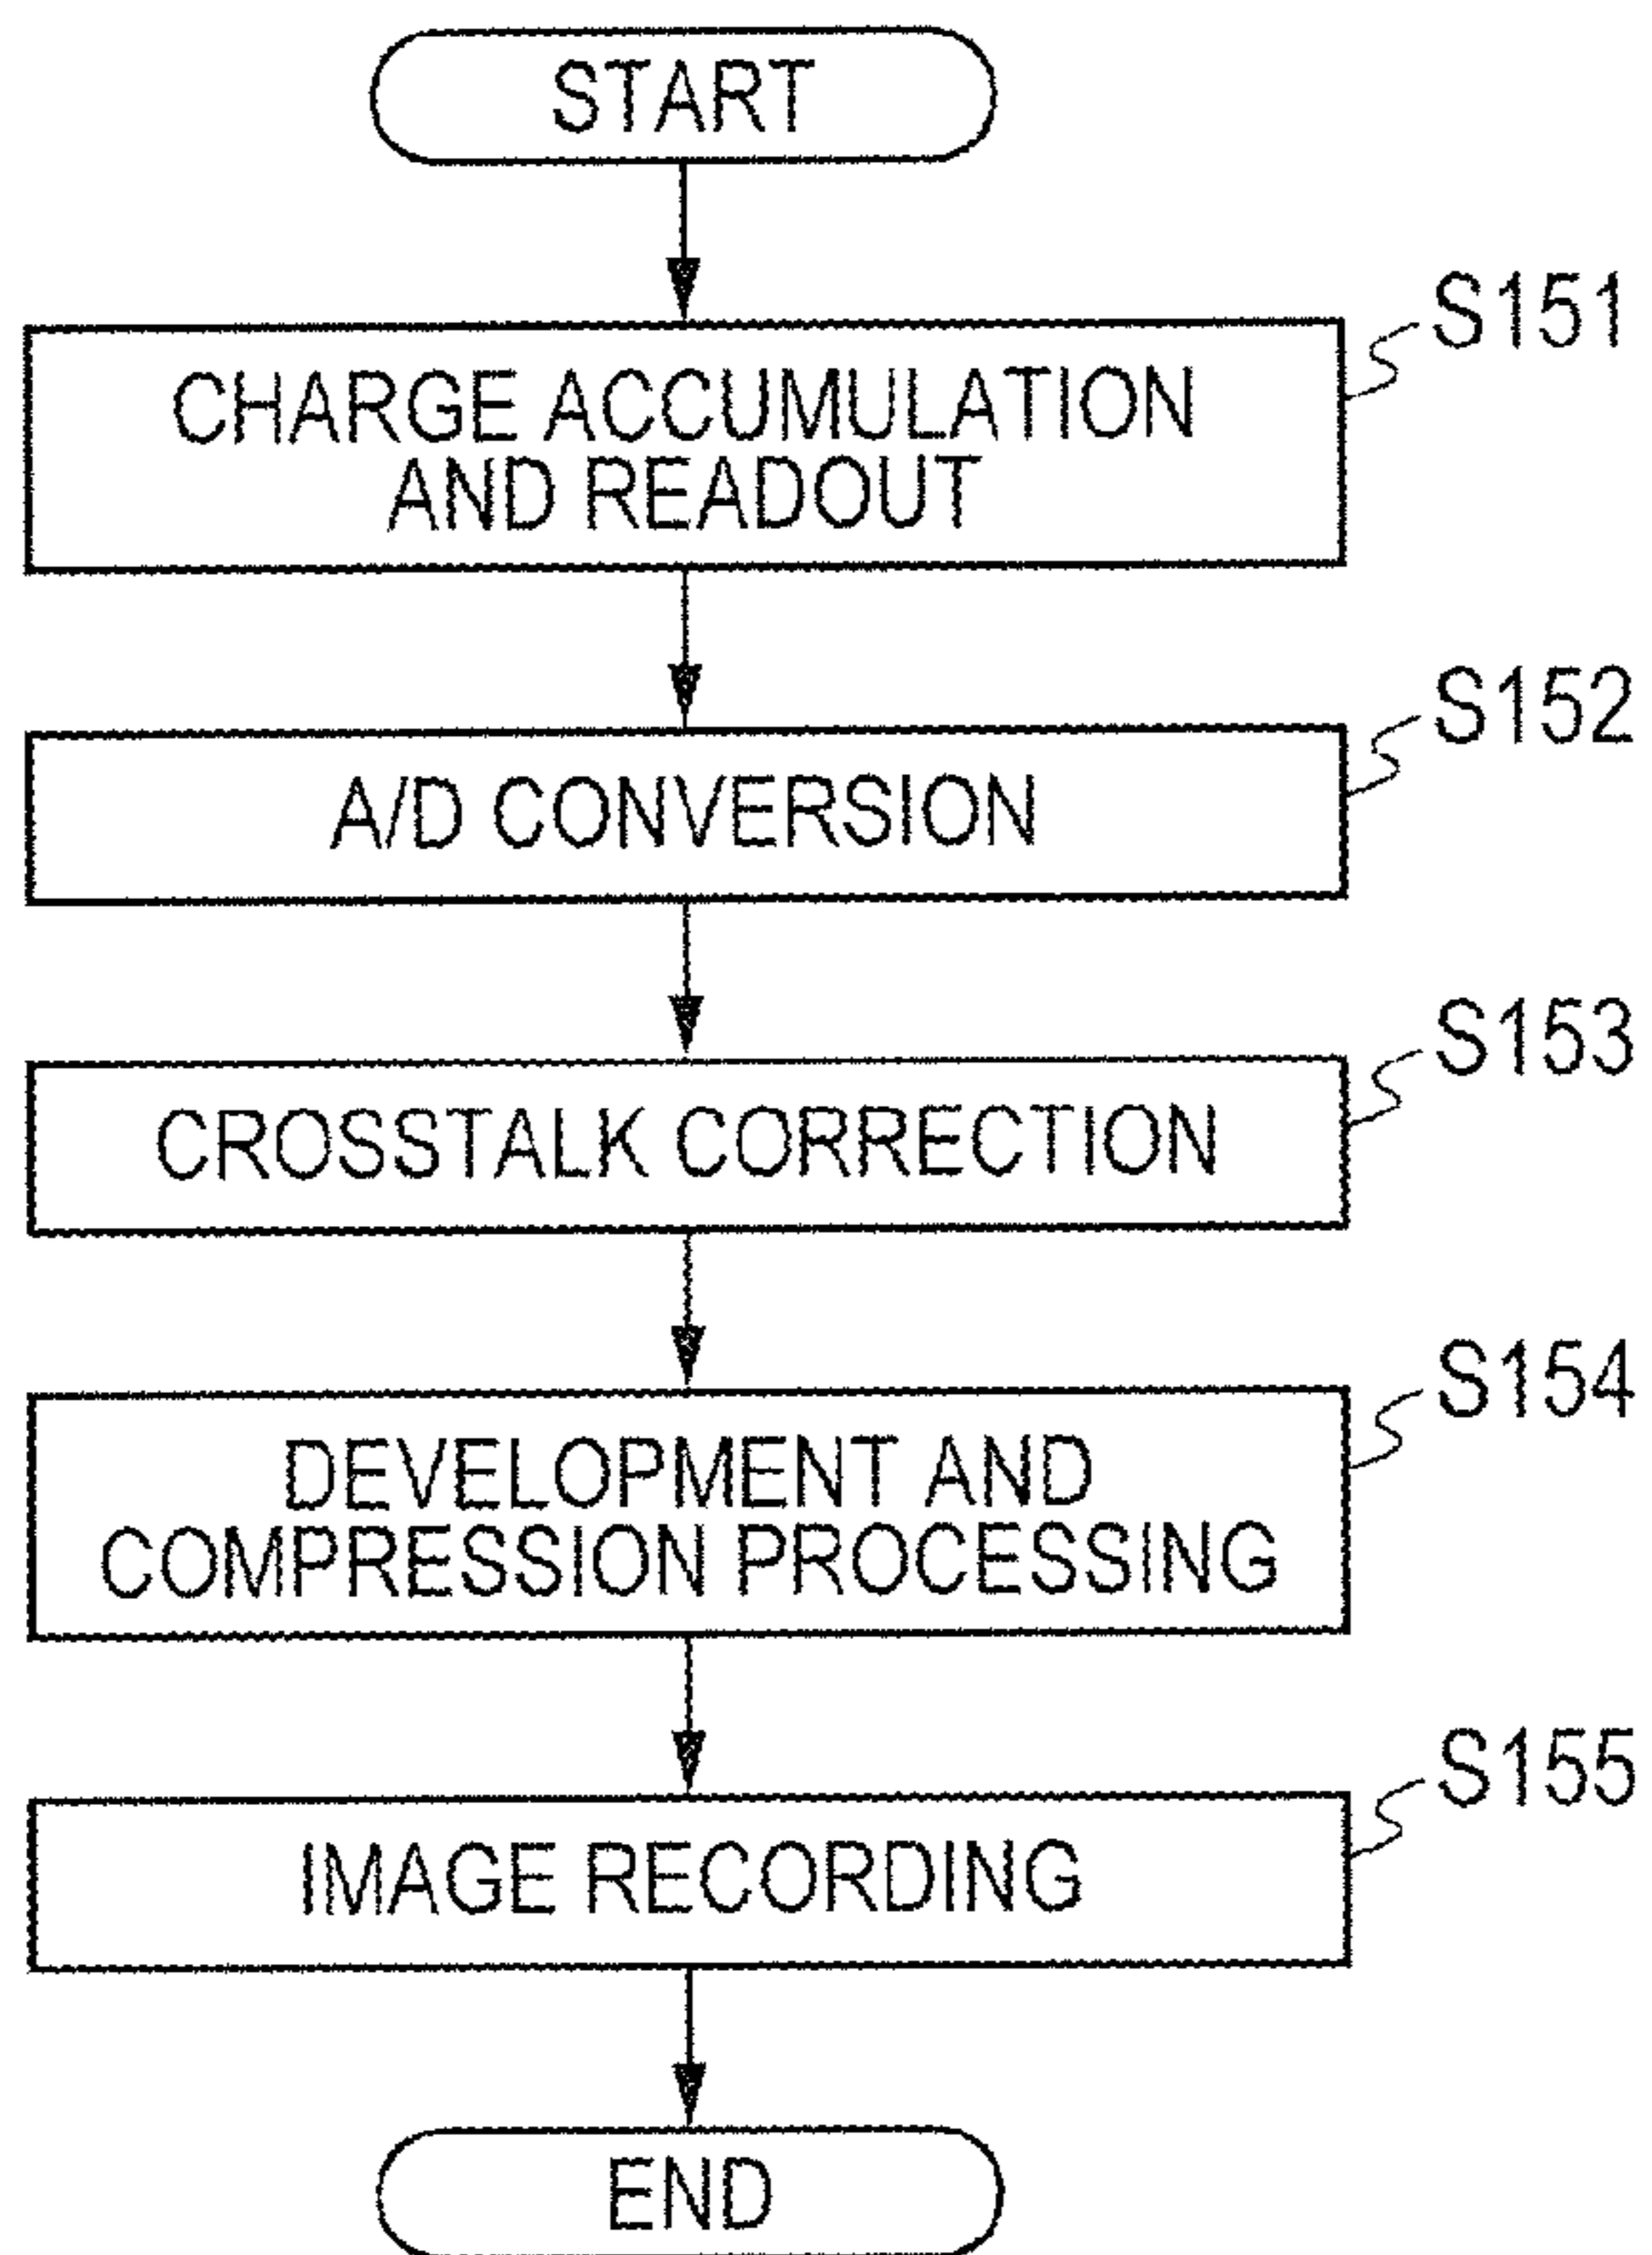 START
S151
CHARGE ACCUMULATION
AND READOUT
S152
A/D CONVERSION
S153
CROSSTALK CORRECTION
S154
DEVELOPMENT AND
COMPRESSION PROCESSING
S155
IMAGE RECORDING
END